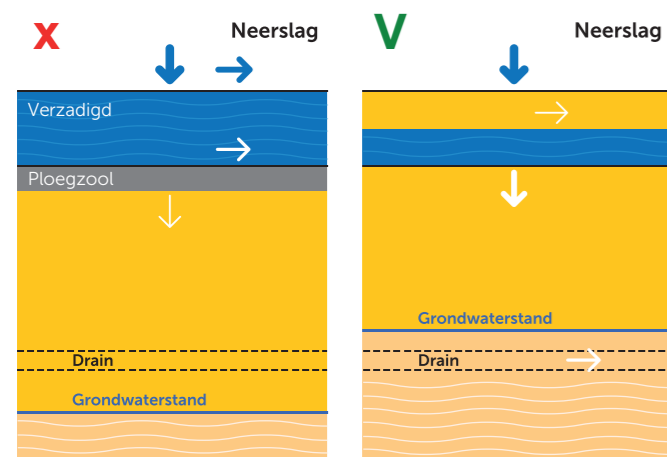 X
Neerslag
Verzadigd
Ploegzool
Drain
Grondwaterstand
V
Neerslag
Grondwaterstand
Drain